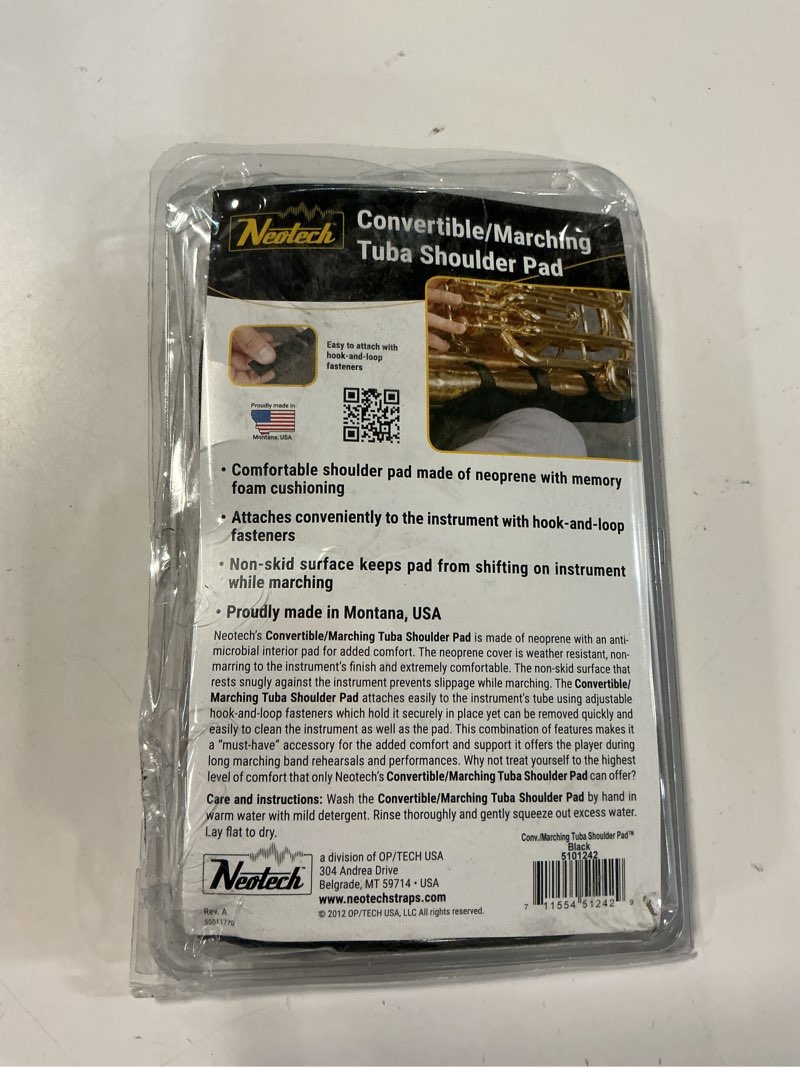 Neotech™
Convertible/Marching
Tuba Shoulder Pad
Easy to attach with
hook-and-loop
fasteners
Proudly made in
Montana, USA
• Comfortable shoulder pad made of neoprene with memory
foam cushioning
• Attaches conveniently to the instrument with hook-and-loop
fasteners
• Non-skid surface keeps pad from shifting on instrument
while marching
• Proudly made in Montana, USA
Neotech's Convertible/Marching Tuba Shoulder Pad is made of neoprene with an anti-
microbial interior pad for added comfort. The neoprene cover is weather resistant, non-
marring to the instrument's finish and extremely comfortable. The non-skid surface that
rests snugly against the instrument prevents slippage while marching. The Convertible/
Marching Tuba Shoulder Pad attaches easily to the instrument's tube using adjustable
hook-and-loop fasteners which hold it securely in place yet can be removed quickly and
easily to clean the instrument as well as the pad. This combination of features makes it
a "must-have" accessory for the added comfort and support it offers the player during
long marching band rehearsals and performances. Why not treat yourself to the highest
level of comfort that only Neotech's Convertible/Marching Tuba Shoulder Pad can offer?
Care and instructions: Wash the Convertible/Marching Tuba Shoulder Pad by hand in
warm water with mild detergent. Rinse thoroughly and gently squeeze out excess water.
Lay flat to dry.
Conv./Marching Tuba Shoulder Pad™
Black
5101242
7 11554 51242 9
Neotech™
a division of OP/TECH USA
304 Andrea Drive
Belgrade, MT 59714 • USA
www.neotechstraps.com
© 2012 OP/TECH USA, LLC All rights reserved.
Rev. A
55011770